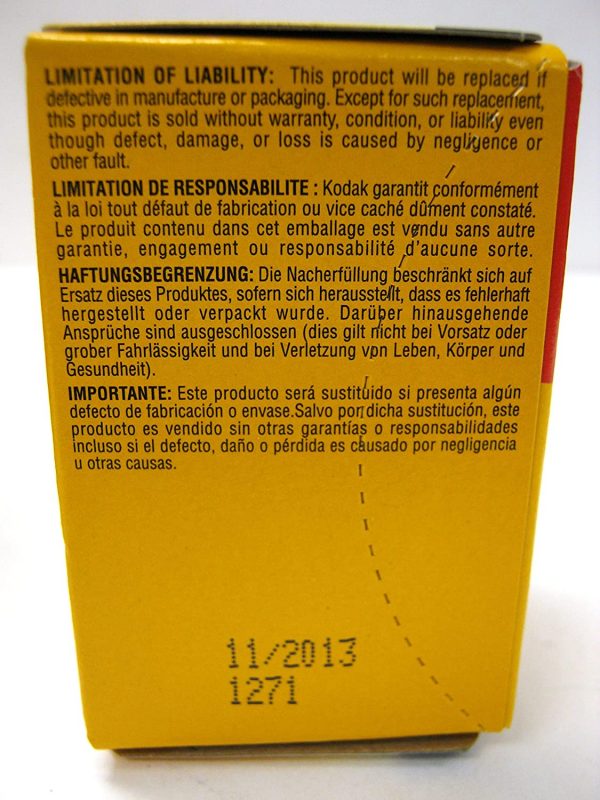 LIMITATION OF LIABILITY: This product will be replaced if
defective in manufacture or packaging. Except for such replacement,
this product is sold without warranty, condition, or liability even
though defect, damage, or loss is caused by negligence or
other fault.
LIMITATION DE RESPONSABILITE : Kodak garantit conformément
à la loi tout défaut de fabrication ou vice caché dûment constaté.
Le produit contenu dans cet emballage est vendu sans autre
garantie, engagement ou responsabilité d'aucune sorte.
HAFTUNGSBEGRENZUNG: Die Nacherfüllung beschränkt sich auf
Ersatz dieses Produktes, sofern sich herausstellt, dass es fehlerhaft
hergestellt oder verpackt wurde. Darüber hinausgehende
Ansprüche sind ausgeschlossen (dies gilt nicht bei Vorsatz oder
grober Fahrlässigkeit und bei Verletzung von Leben, Körper und
Gesundheit).
IMPORTANTE: Este producto será sustituido si presenta algún
defecto de fabricación o envase.Salvo por dicha sustitución, este
producto es vendido sin otras garantías o responsabilidades
incluso si el defecto, daño o pérdida es causado por negligencia
u otras causas.
11/2013
1271